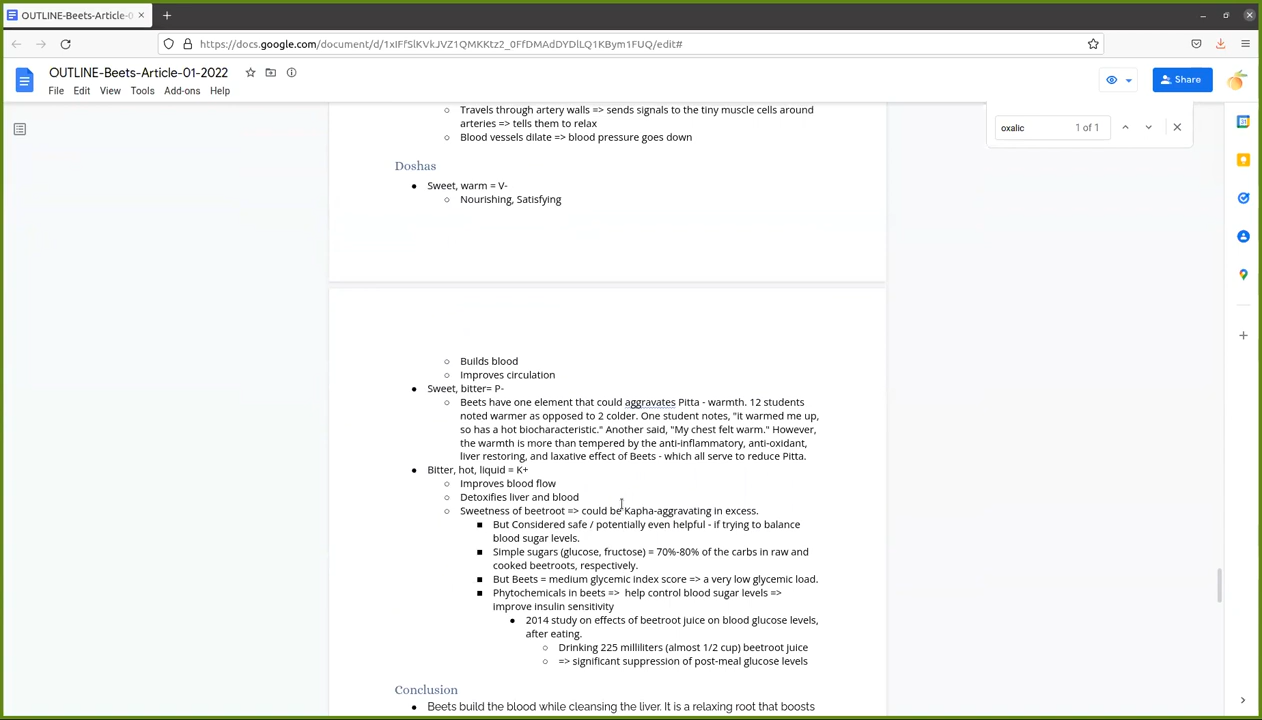 OUTLINE-Beets-Article-0
https://docs.google.com/document/d/1xIFfSlKVkJVZ1QMKKtz2_0FfDMAdDYDlLQ1KBym1FUQ/edit#
OUTLINE-Beets-Article-01-2022
File Edit View Tools Add-ons Help
Share
oxalic 1 of 1
○ Travels through artery walls => sends signals to the tiny muscle cells around
arteries => tells them to relax
○ Blood vessels dilate => blood pressure goes down
Doshas
● Sweet, warm = V-
○ Nourishing, Satisfying
○ Builds blood
○ Improves circulation
● Sweet, bitter= P-
○ Beets have one element that could aggravates Pitta - warmth. 12 students
noted warmer as opposed to 2 colder. One student notes, "it warmed me up,
so has a hot biocharacteristic." Another said, "My chest felt warm." However,
the warmth is more than tempered by the anti-inflammatory, anti-oxidant,
liver restoring, and laxative effect of Beets - which all serve to reduce Pitta.
● Bitter, hot, liquid = K+
○ Improves blood flow
○ Detoxifies liver and blood
○ Sweetness of beetroot => could be Kapha-aggravating in excess.
■ But Considered safe / potentially even helpful - if trying to balance
blood sugar levels.
■ Simple sugars (glucose, fructose) = 70%-80% of the carbs in raw and
cooked beetroots, respectively.
■ But Beets = medium glycemic index score => a very low glycemic load.
■ Phytochemicals in beets => help control blood sugar levels =>
improve insulin sensitivity
● 2014 study on effects of beetroot juice on blood glucose levels,
after eating.
○ Drinking 225 milliliters (almost 1/2 cup) beetroot juice
○ => significant suppression of post-meal glucose levels
Conclusion
● Beets build the blood while cleansing the liver. It is a relaxing root that boosts